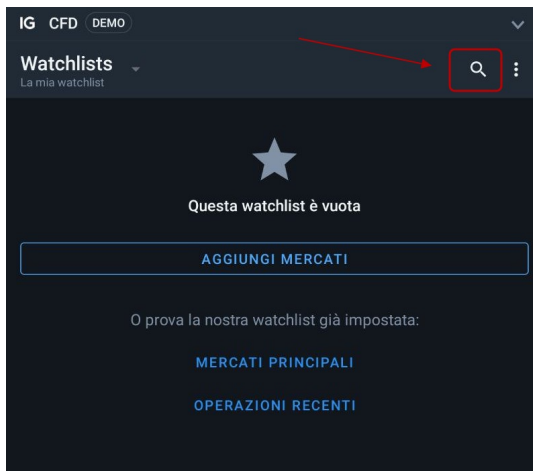 IG CFD DEMO
Watchlists
La mia watchlist
Questa watchlist è vuota
AGGIUNGI MERCATI
O prova la nostra watchlist già impostata:
MERCATI PRINCIPALI
OPERAZIONI RECENTI